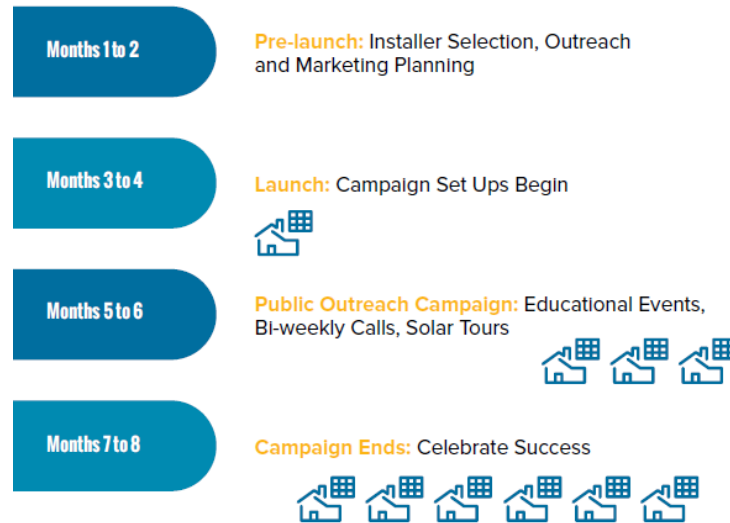 Months 1 to 2
Pre-launch: Installer Selection, Outreach
and Marketing Planning
Months 3 to 4
Launch: Campaign Set Ups Begin
Months 5 to 6
Public Outreach Campaign: Educational Events,
Bi-weekly Calls, Solar Tours
Months 7 to 8
Campaign Ends: Celebrate Success